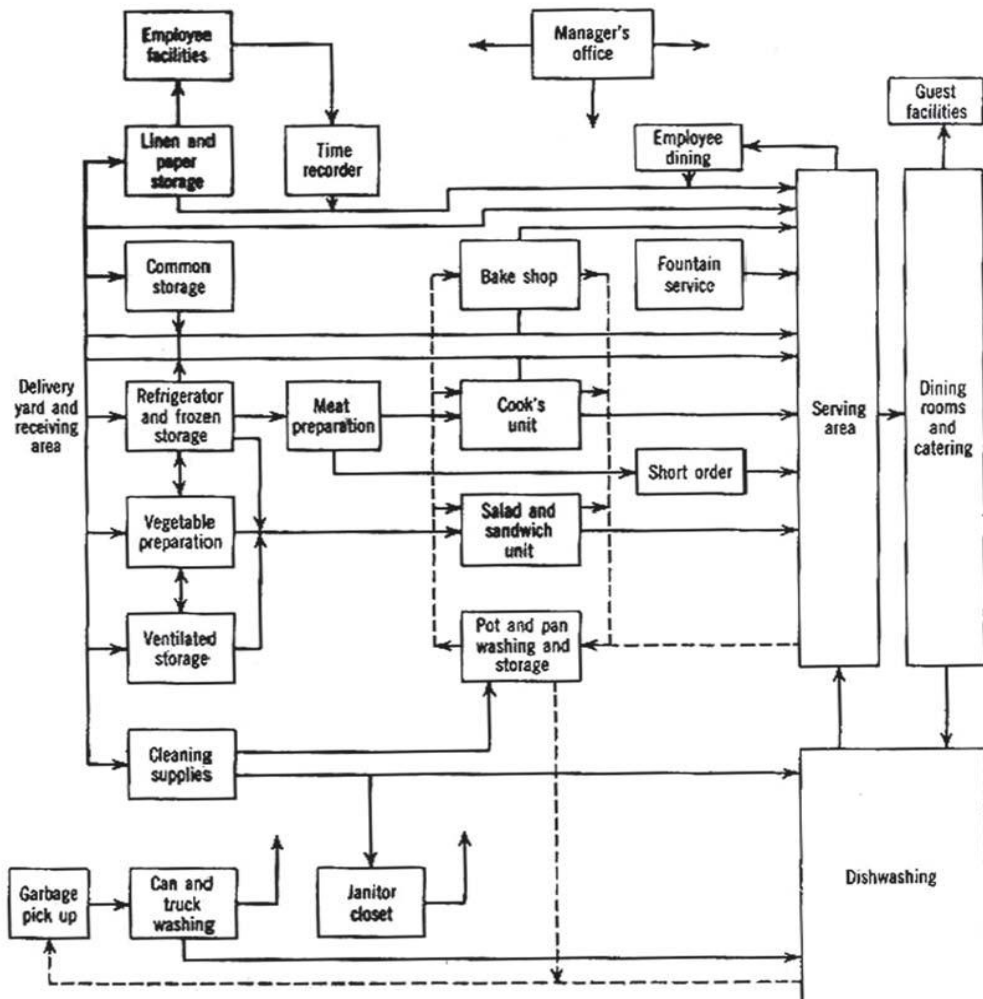 Employee
facilities
Manager's
office
Guest
facilities
Linen and
paper
storage
Time
recorder
Employee
dining
Common
storage
Bake shop
Fountain
service
Delivery
yard and
receiving
area
Refrigerator
and frozen
storage
Meat
preparation
Cook's
unit
Serving
area
Dining
rooms
and
catering
Short order
Vegetable
preparation
Salad and
sandwich
unit
Ventilated
storage
Pot and pan
washing and
storage
Cleaning
supplies
Garbage
pick up
Can and
truck
washing
Janitor
closet
Dishwashing